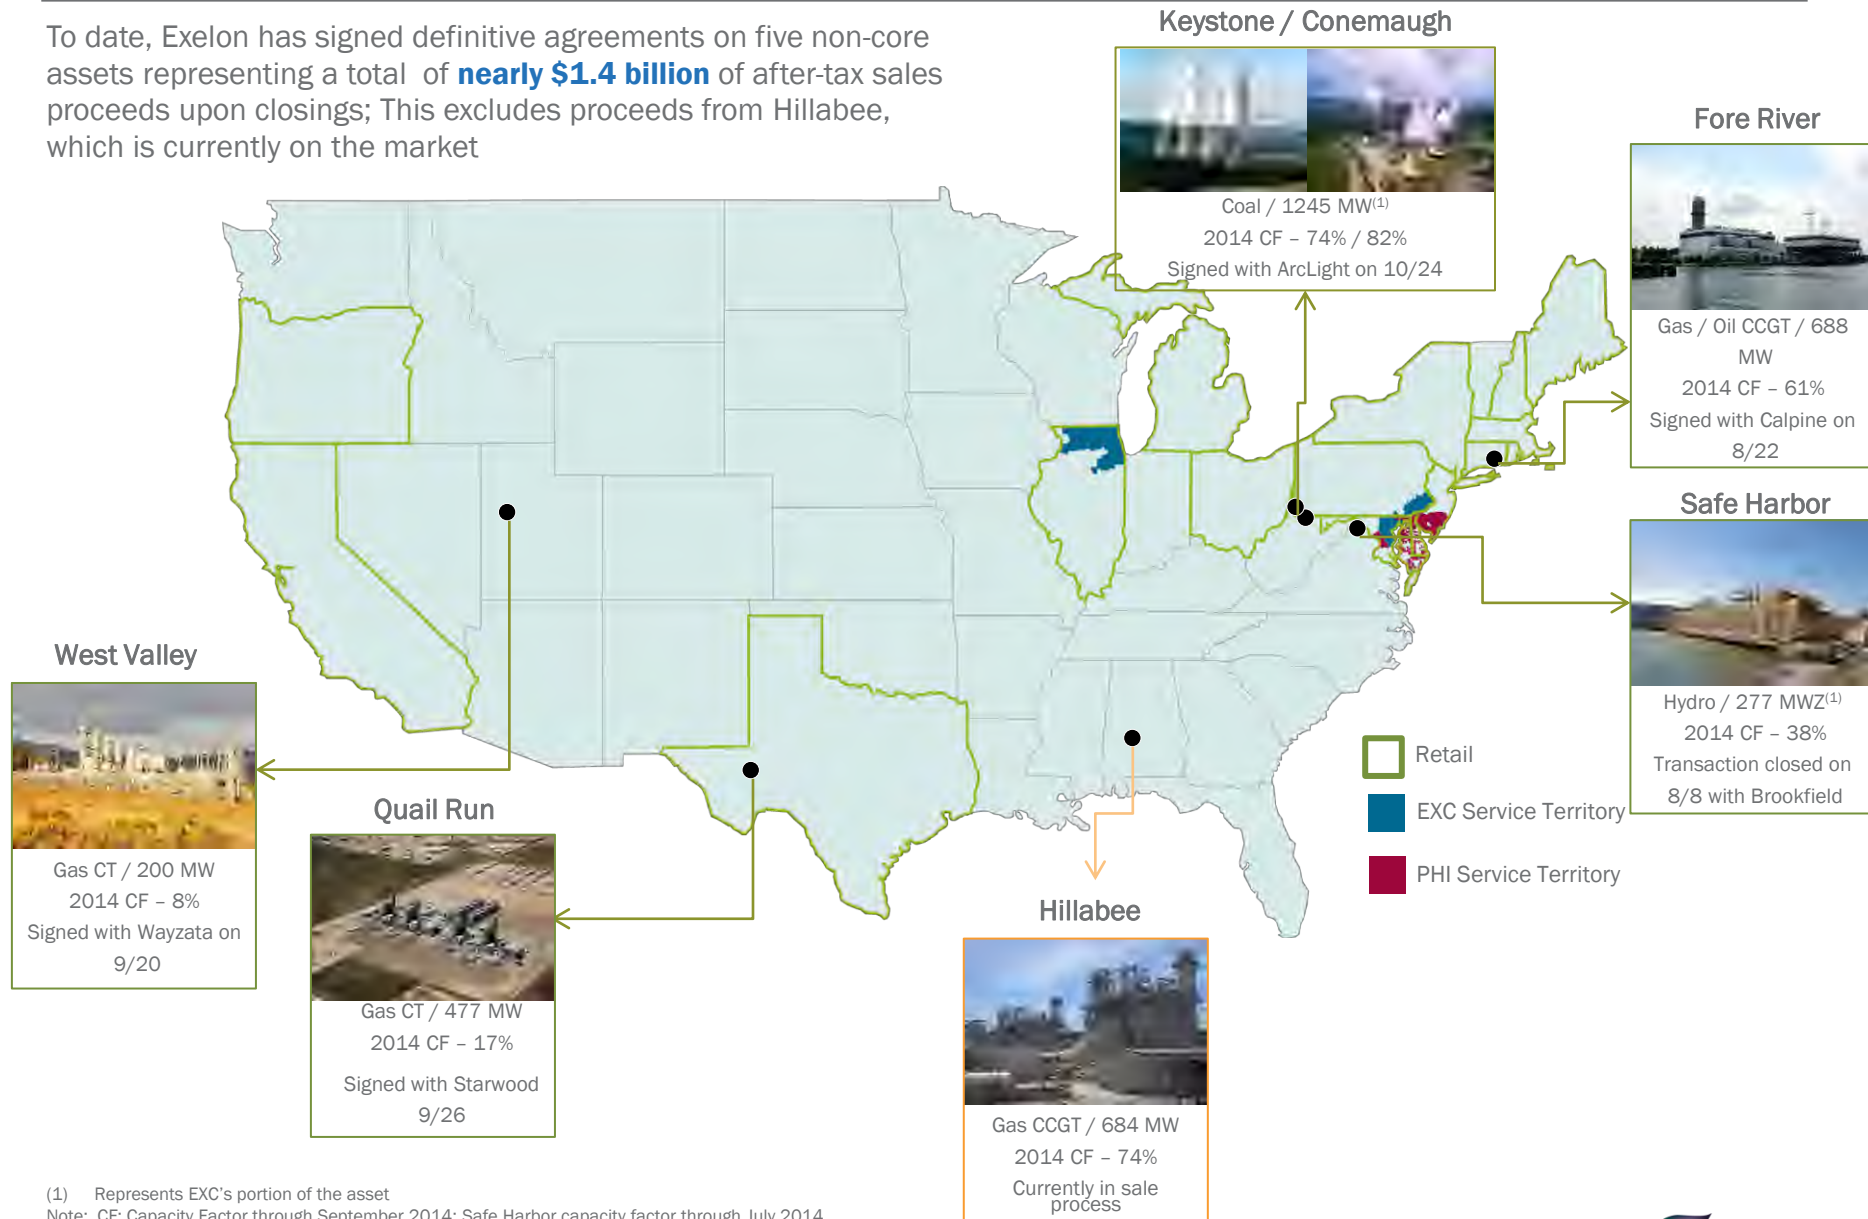 To date, Exelon has signed definitive agreements on five non-core
assets representing a total of nearly $1.4 billion of after-tax sales
proceeds upon closings; This excludes proceeds from Hillabee,
which is currently on the market
Keystone / Conemaugh
Coal / 1245 MW(1)
2014 CF – 74% / 82%
Signed with ArcLight on 10/24
Fore River
Gas / Oil CCGT / 688
MW
2014 CF – 61%
Signed with Calpine on
8/22
Safe Harbor
Hydro / 277 MWZ(1)
2014 CF – 38%
Transaction closed on
8/8 with Brookfield
West Valley
Gas CT / 200 MW
2014 CF – 8%
Signed with Wayzata on
9/20
Quail Run
Gas CT / 477 MW
2014 CF – 17%
Signed with Starwood
9/26
Hillabee
Gas CCGT / 684 MW
2014 CF – 74%
Currently in sale
process
Retail
EXC Service Territory
PHI Service Territory
(1) Represents EXC's portion of the asset
Note: CF: Capacity Factor through September 2014; Safe Harbor capacity factor through July 2014